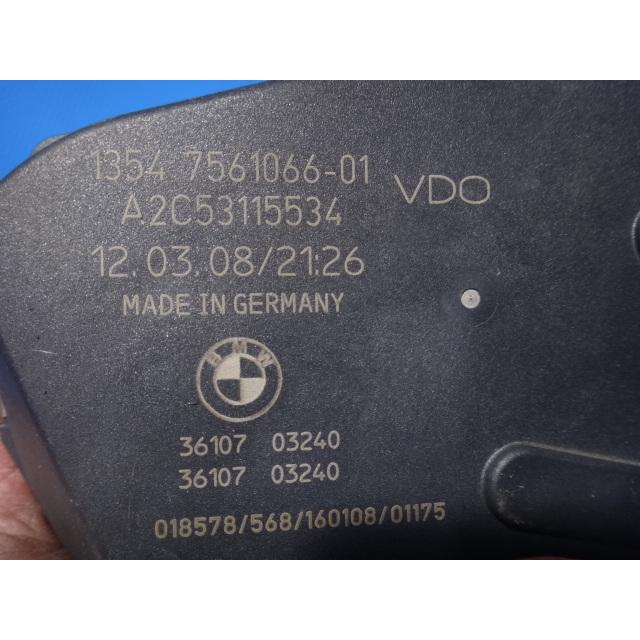 1354 7561066-01
VDO
A2C53115534
12.03.08/21:26
MADE IN GERMANY
BMW
36107 03240
36107 03240
018578/568/160108/01175